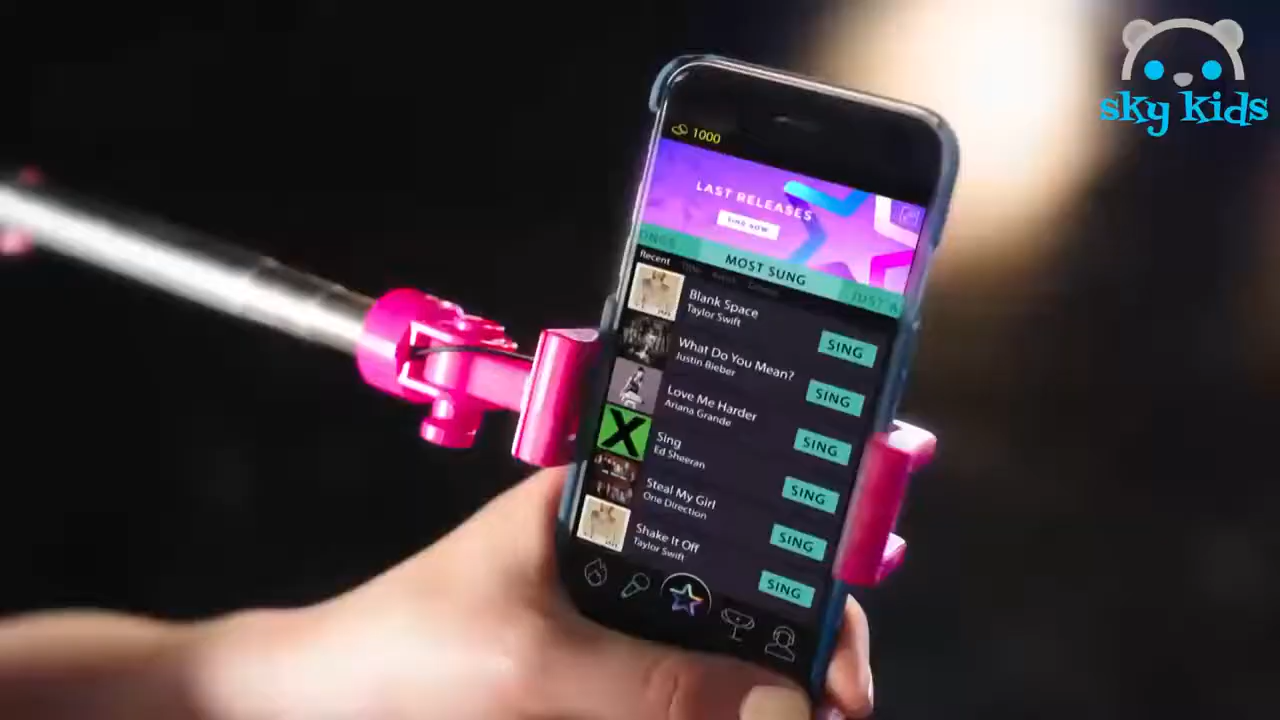 sky kids
1000
LAST RELEASES
SING NOW
MOST SUNG
Recent
Blank Space
Taylor Swift
SING
What Do You Mean?
Justin Bieber
SING
Love Me Harder
Ariana Grande
SING
Sing
Ed Sheeran
SING
Steal My Girl
One Direction
SING
Shake It Off
Taylor Swift
SING